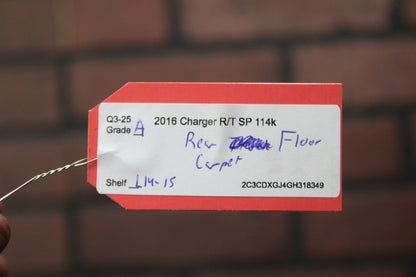 Q3-25
Grade A
2016 Charger R/T SP 114k
Rear Floor
Carpet
Shelf L14-15
2C3CDXGJ4GH318349